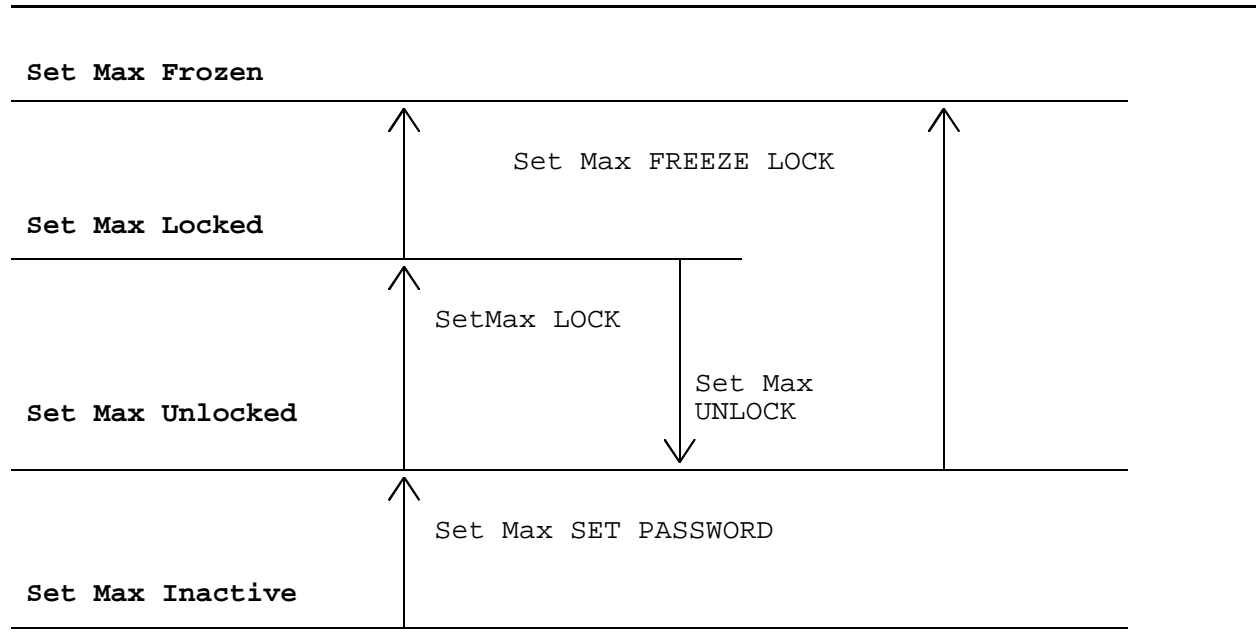 Set Max Frozen
Set Max FREEZE LOCK
Set Max Locked
SetMax LOCK
Set Max
UNLOCK
Set Max Unlocked
Set Max SET PASSWORD
Set Max Inactive